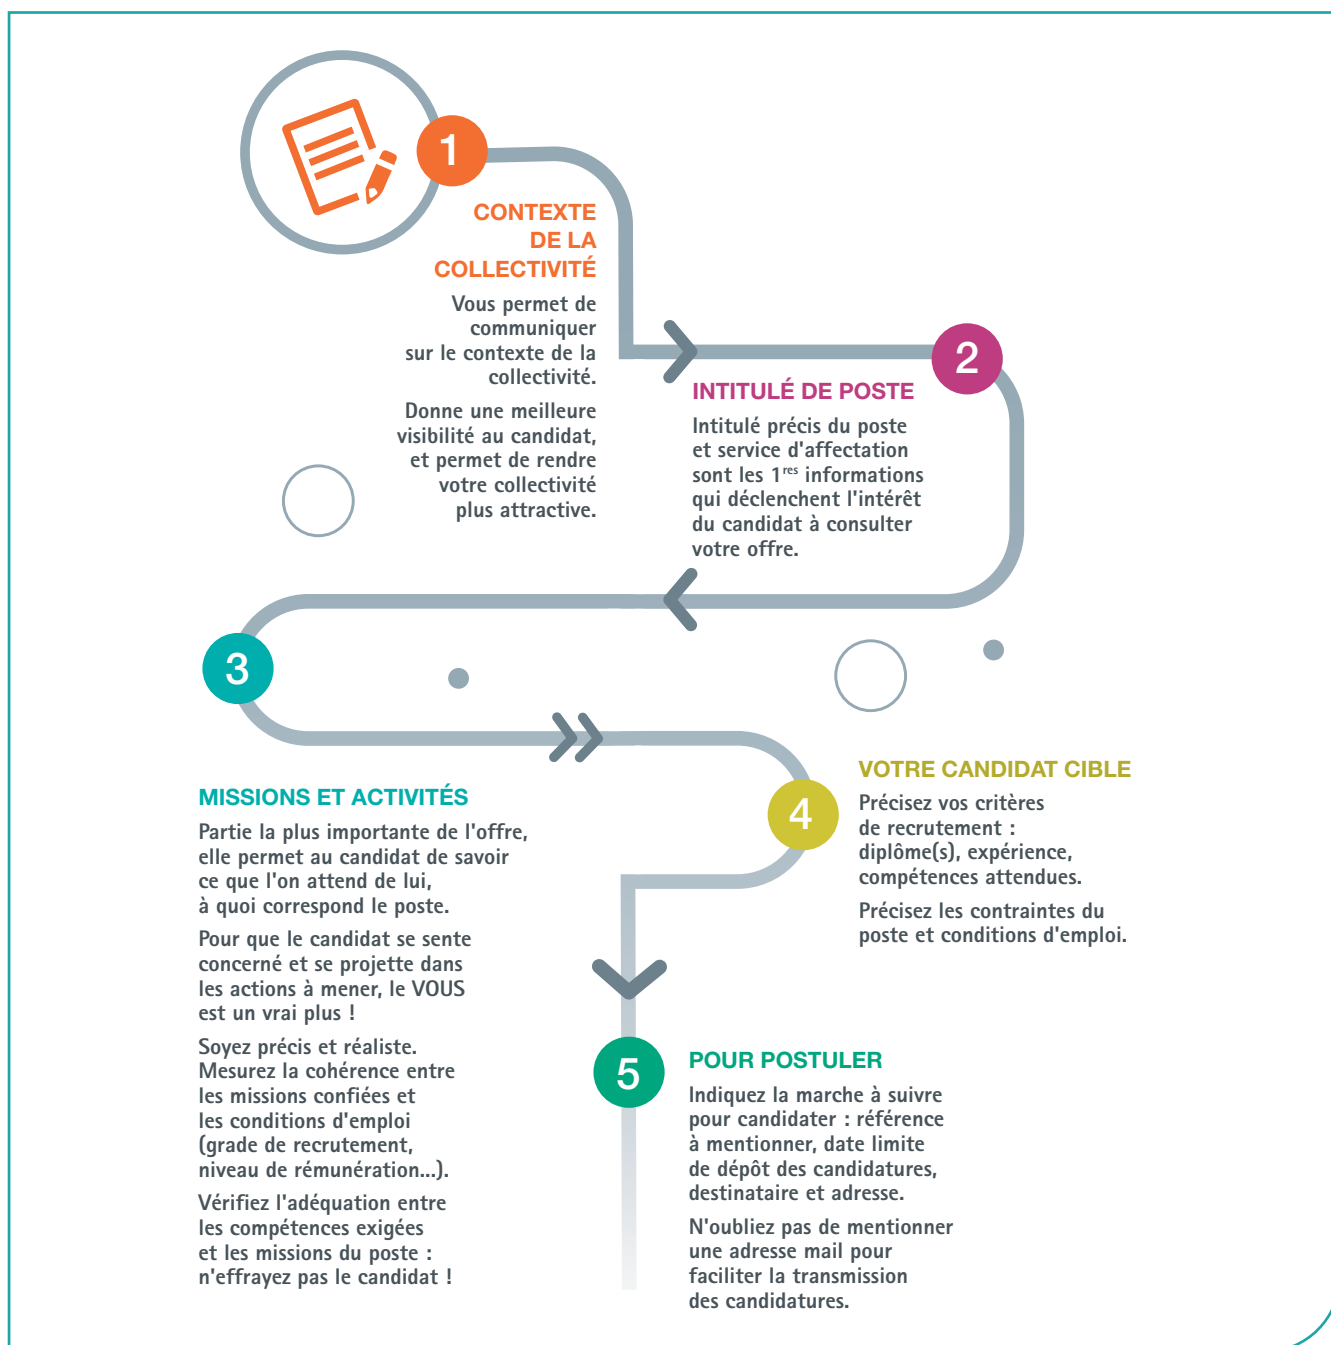 1
CONTEXTE
DE LA
COLLECTIVITÉ
Vous permet de
communiquer
sur le contexte de la
collectivité.
Donne une meilleure
visibilité au candidat,
et permet de rendre
votre collectivité
plus attractive.
2
INTITULÉ DE POSTE
Intitulé précis du poste
et service d'affectation
sont les 1res informations
qui déclenchent l'intérêt
du candidat à consulter
votre offre.
3
MISSIONS ET ACTIVITÉS
Partie la plus importante de l'offre,
elle permet au candidat de savoir
ce que l'on attend de lui,
à quoi correspond le poste.
Pour que le candidat se sente
concerné et se projette dans
les actions à mener, le VOUS
est un vrai plus !
Soyez précis et réaliste.
Mesurez la cohérence entre
les missions confiées et
les conditions d'emploi
(grade de recrutement,
niveau de rémunération...).
Vérifiez l'adéquation entre
les compétences exigées
et les missions du poste :
n'effrayez pas le candidat !
4
VOTRE CANDIDAT CIBLE
Précisez vos critères
de recrutement :
diplôme(s), expérience,
compétences attendues.
Précisez les contraintes du
poste et conditions d'emploi.
5
POUR POSTULER
Indiquez la marche à suivre
pour candidater : référence
à mentionner, date limite
de dépôt des candidatures,
destinataire et adresse.
N'oubliez pas de mentionner
une adresse mail pour
faciliter la transmission
des candidatures.